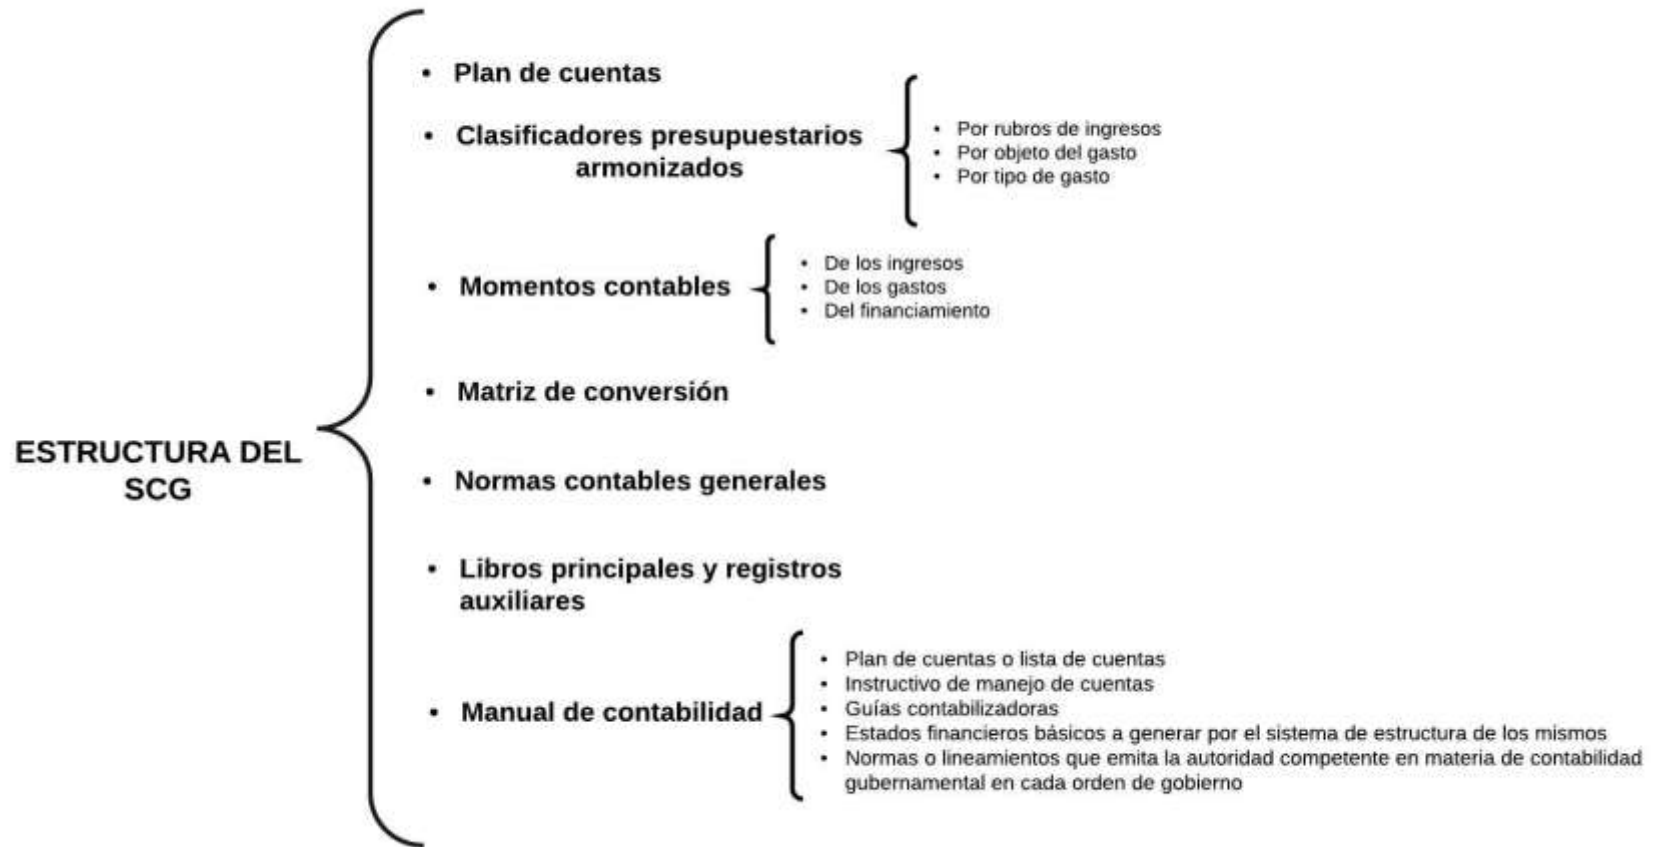 ESTRUCTURA DEL
SCG
• Plan de cuentas
• Clasificadores presupuestarios
armonizados
• Por rubros de ingresos
• Por objeto del gasto
• Por tipo de gasto
• Momentos contables
• De los ingresos
• De los gastos
• Del financiamiento
• Matriz de conversión
• Normas contables generales
• Libros principales y registros
auxiliares
• Manual de contabilidad
• Plan de cuentas o lista de cuentas
• Instructivo de manejo de cuentas
• Guías contabilizadoras
• Estados financieros básicos a generar por el sistema de estructura de los mismos
• Normas o lineamientos que emita la autoridad competente en materia de contabilidad
gubernamental en cada orden de gobierno